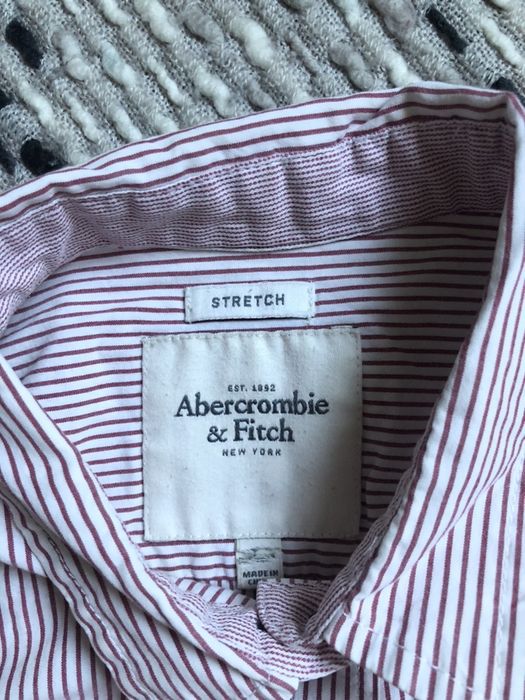 STRETCH
EST. 1892
Abercrombie
& Fitch
NEW YORK
MADE IN